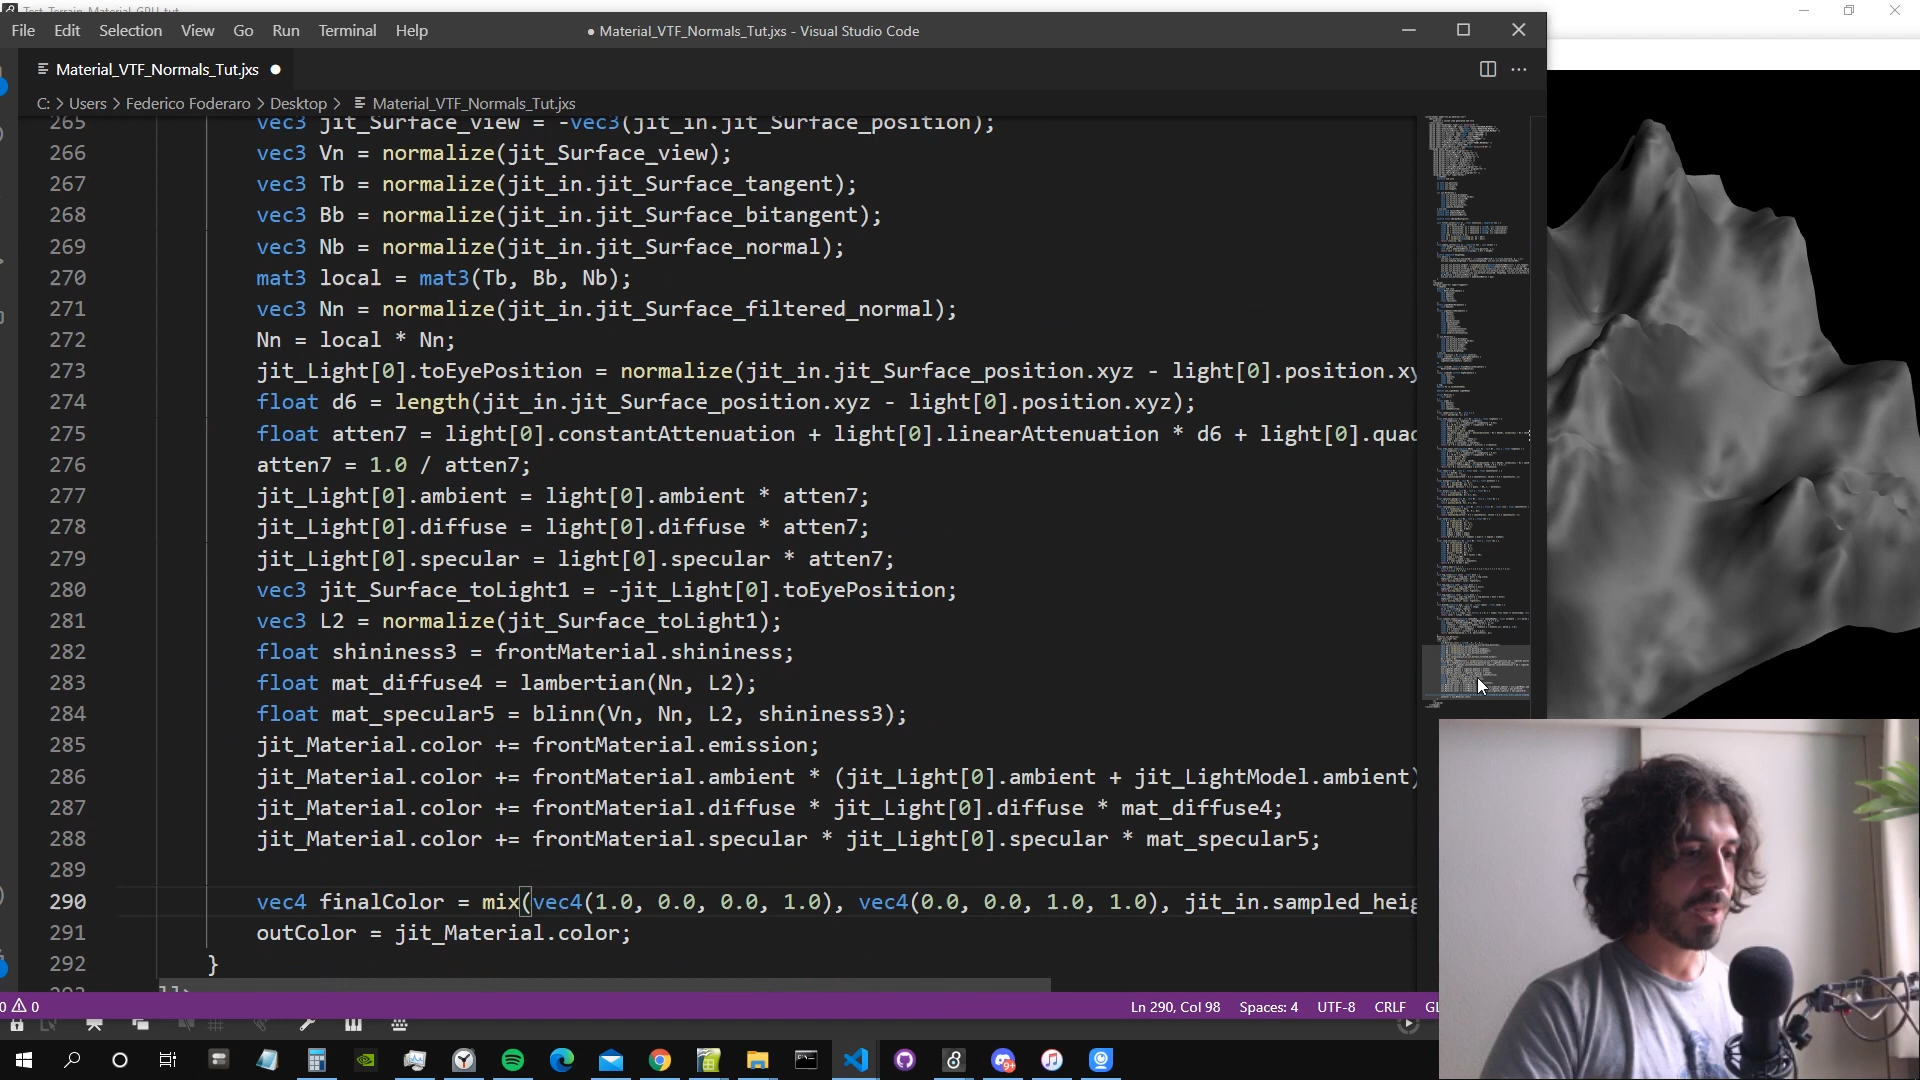 Test_Terrain_Material_GPU.tut
File Edit Selection View Go Run Terminal Help
● Material_VTF_Normals_Tut.jxs - Visual Studio Code
Material_VTF_Normals_Tut.jxs ●
C: > Users > Federico Foderaro > Desktop > Material_VTF_Normals_Tut.jxs
265 vec3 jit_Surface_view = -vec3(jit_in.jit_Surface_position);
266 vec3 Vn = normalize(jit_Surface_view);
267 vec3 Tb = normalize(jit_in.jit_Surface_tangent);
268 vec3 Bb = normalize(jit_in.jit_Surface_bitangent);
269 vec3 Nb = normalize(jit_in.jit_Surface_normal);
270 mat3 local = mat3(Tb, Bb, Nb);
271 vec3 Nn = normalize(jit_in.jit_Surface_filtered_normal);
272 Nn = local * Nn;
273 jit_Light[0].toEyePosition = normalize(jit_in.jit_Surface_position.xyz - light[0].position.xy
274 float d6 = length(jit_in.jit_Surface_position.xyz - light[0].position.xyz);
275 float atten7 = light[0].constantAttenuation + light[0].linearAttenuation * d6 + light[0].quad
276 atten7 = 1.0 / atten7;
277 jit_Light[0].ambient = light[0].ambient * atten7;
278 jit_Light[0].diffuse = light[0].diffuse * atten7;
279 jit_Light[0].specular = light[0].specular * atten7;
280 vec3 jit_Surface_toLight1 = -jit_Light[0].toEyePosition;
281 vec3 L2 = normalize(jit_Surface_toLight1);
282 float shininess3 = frontMaterial.shininess;
283 float mat_diffuse4 = lambertian(Nn, L2);
284 float mat_specular5 = blinn(Vn, Nn, L2, shininess3);
285 jit_Material.color += frontMaterial.emission;
286 jit_Material.color += frontMaterial.ambient * (jit_Light[0].ambient + jit_LightModel.ambient)
287 jit_Material.color += frontMaterial.diffuse * jit_Light[0].diffuse * mat_diffuse4;
288 jit_Material.color += frontMaterial.specular * jit_Light[0].specular * mat_specular5;
289
290 vec4 finalColor = mix(vec4(1.0, 0.0, 0.0, 1.0), vec4(0.0, 0.0, 1.0, 1.0), jit_in.sampled_heig
291 outColor = jit_Material.color;
292 }
0 0 Ln 290, Col 98 Spaces: 4 UTF-8 CRLF GL